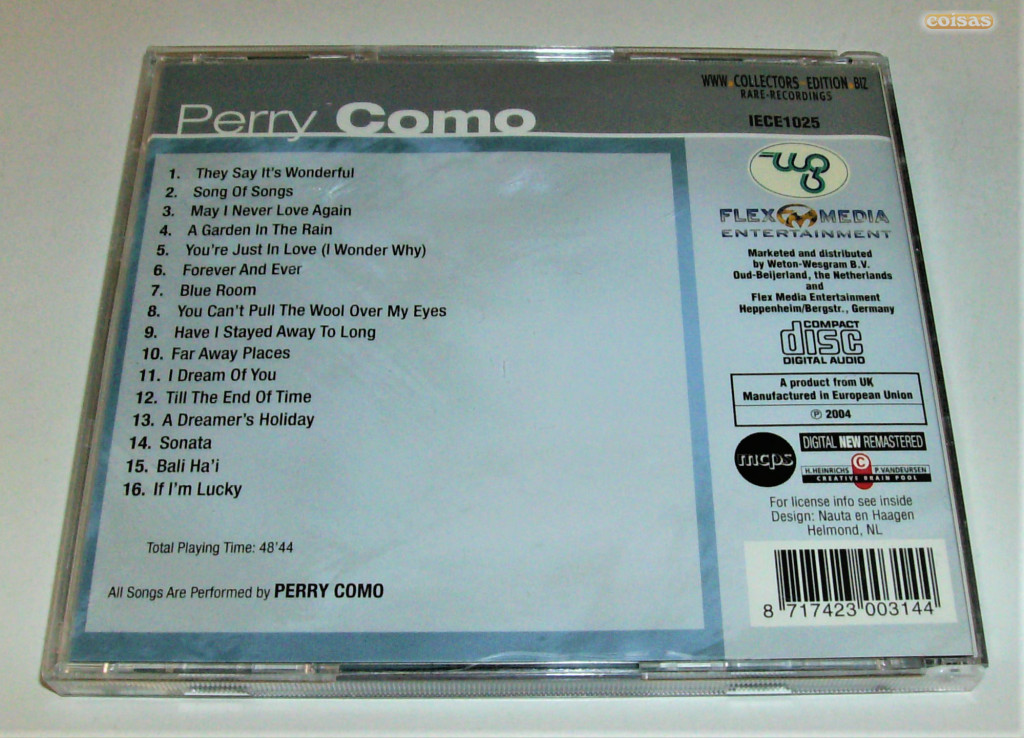 coisas
WWW.COLLECTORS.EDITION.BIZ
RARE-RECORDINGS
Perry Como
IECE1025
1. They Say It's Wonderful
2. Song Of Songs
3. May I Never Love Again
4. A Garden In The Rain
5. You're Just In Love (I Wonder Why)
6. Forever And Ever
7. Blue Room
8. You Can't Pull The Wool Over My Eyes
9. Have I Stayed Away To Long
10. Far Away Places
11. I Dream Of You
12. Till The End Of Time
13. A Dreamer's Holiday
14. Sonata
15. Bali Ha'i
16. If I'm Lucky
Total Playing Time: 48'44
All Songs Are Performed by PERRY COMO
wg
FLEX MEDIA
ENTERTAINMENT
Marketed and distributed
by Weton-Wesgram B.V.
Oud-Beijerland, the Netherlands
and
Flex Media Entertainment
Heppenheim/Bergstr., Germany
COMPACT
disc
DIGITAL AUDIO
A product from UK
Manufactured in European Union
℗ 2004
mcps
DIGITAL NEW REMASTERED
H.HEINRICHS © P.VANDEURSEN
CREATIVE BRAIN POOL
For license info see inside
Design: Nauta en Haagen
Helmond, NL
8 717423 003144